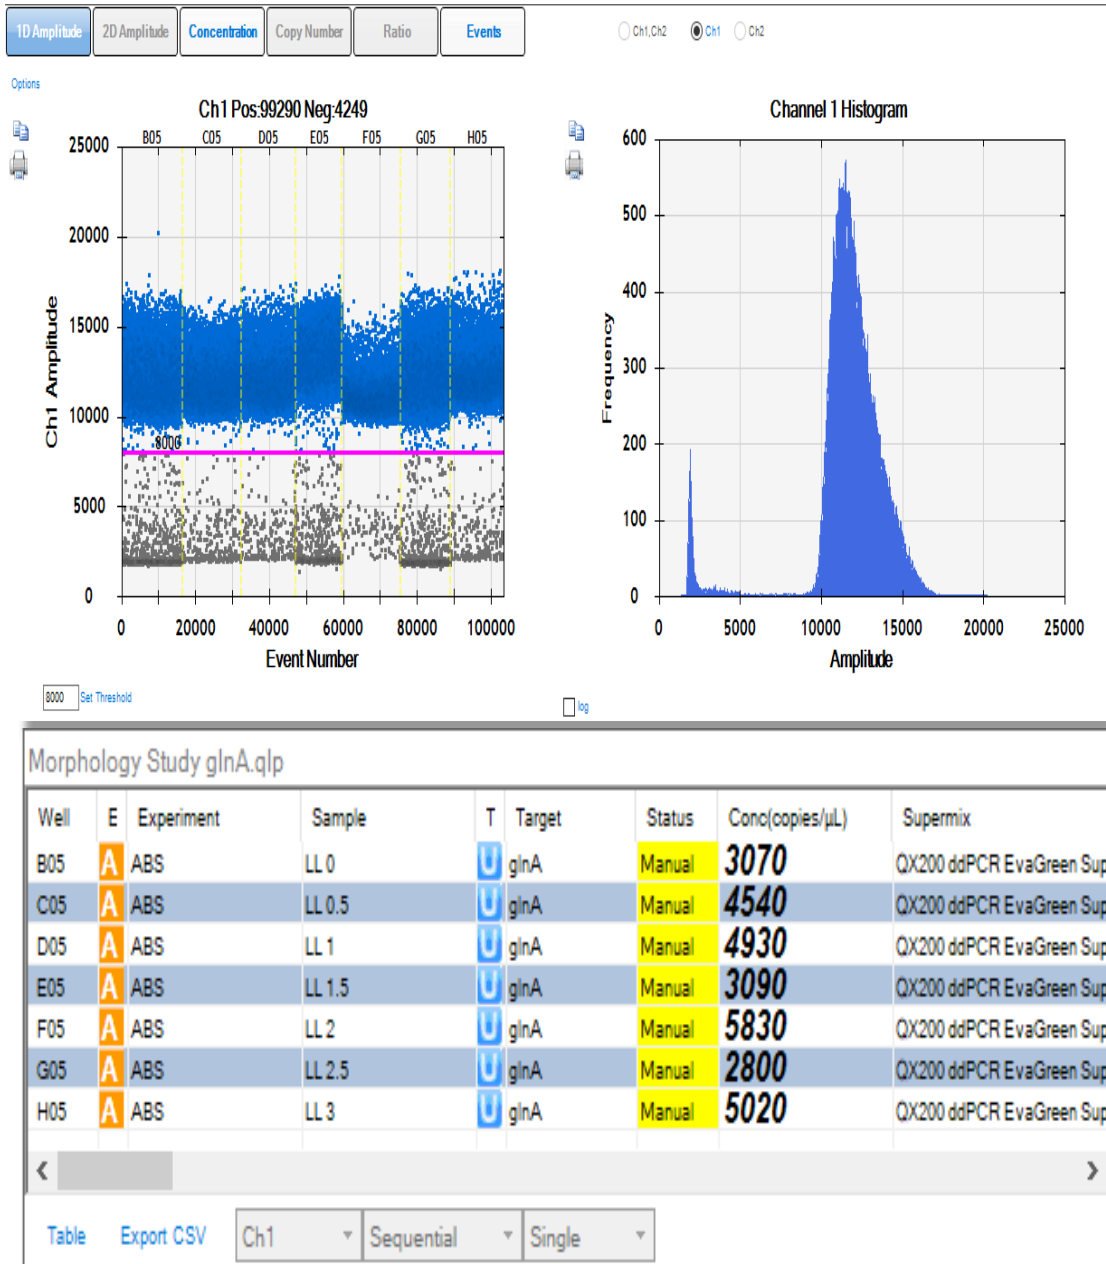 1D Amplitude 2D Amplitude Concentration Copy Number Ratio Events Ch1,Ch2 Ch1 Ch2
Options
Ch1 Pos:99290 Neg:4249
B05 C05 D05 E05 F05 G05 H05
25000
20000
15000
10000
5000
0
8000
Ch1 Amplitude
0 20000 40000 60000 80000 100000
Event Number
8000 Set Threshold
Channel 1 Histogram
600
500
400
300
200
100
0
Frequency
0 5000 10000 15000 20000 25000
Amplitude
log
Morphology Study glnA.qlp
Well E Experiment Sample T Target Status Conc(copies/µL) Supermix
B05 A ABS LL 0 U glnA Manual 3070 QX200 ddPCR EvaGreen Sup
C05 A ABS LL 0.5 U glnA Manual 4540 QX200 ddPCR EvaGreen Sup
D05 A ABS LL 1 U glnA Manual 4930 QX200 ddPCR EvaGreen Sup
E05 A ABS LL 1.5 U glnA Manual 3090 QX200 ddPCR EvaGreen Sup
F05 A ABS LL 2 U glnA Manual 5830 QX200 ddPCR EvaGreen Sup
G05 A ABS LL 2.5 U glnA Manual 2800 QX200 ddPCR EvaGreen Sup
H05 A ABS LL 3 U glnA Manual 5020 QX200 ddPCR EvaGreen Sup
Table Export CSV Ch1 Sequential Single